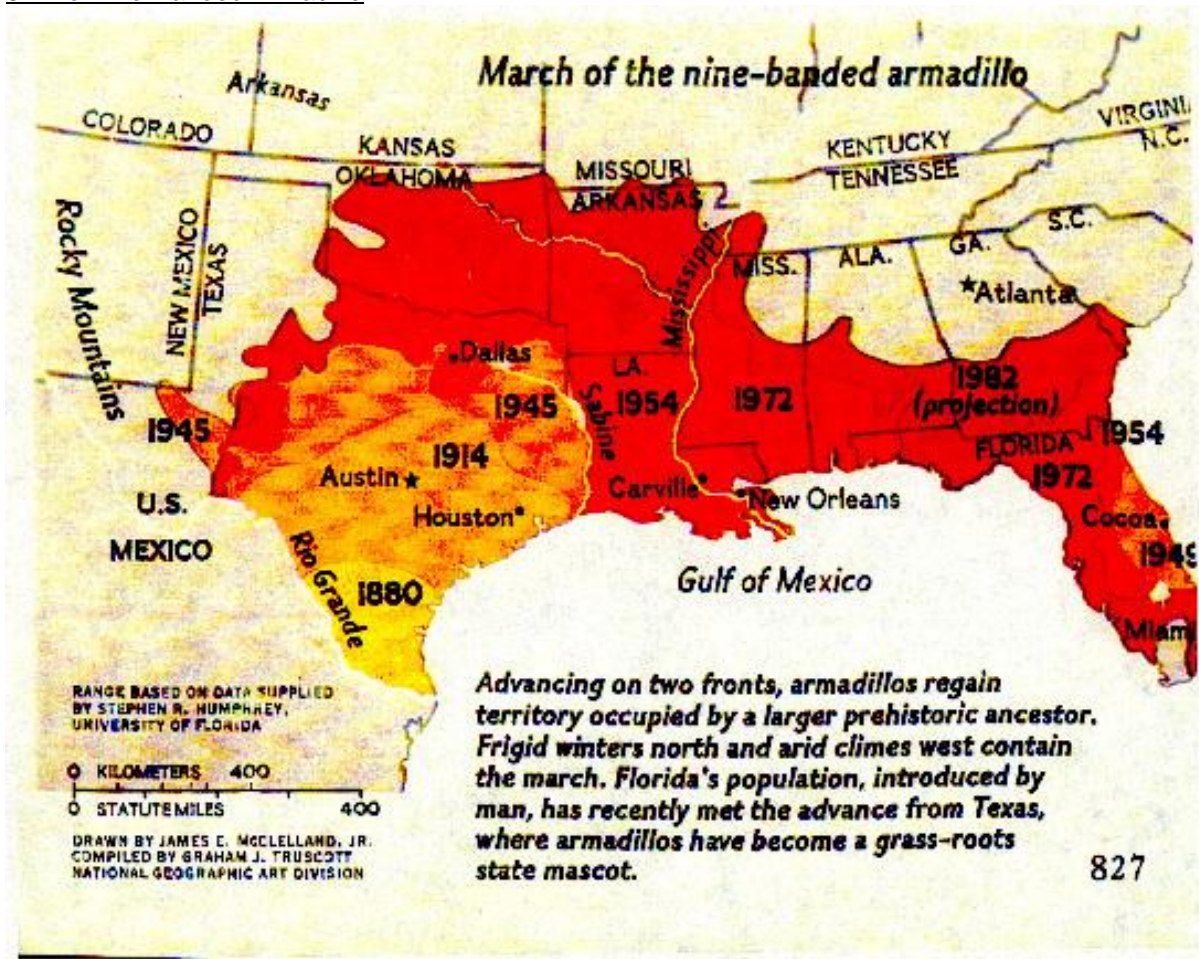 March of the nine-banded armadillo
Arkansas
COLORADO
KANSAS
OKLAHOMA
MISSOURI
ARKANSAS
KENTUCKY
TENNESSEE
VIRGINI
N.C.
S.C.
Rocky Mountains
NEW MEXICO
TEXAS
Mississippi
MISS.
ALA.
GA.
Atlanta
Dallas
LA.
1945
1945
Sabine
1954
1972
1982
(projection)
1954
FLORIDA
1972
1914
Austin
Houston
Carville
New Orleans
Cocoa
U.S.
MEXICO
Rio Grande
1880
Gulf of Mexico
Miam
RANGE BASED ON DATA SUPPLIED
BY STEPHEN R. HUMPHREY,
UNIVERSITY OF FLORIDA
0 KILOMETERS 400
0 STATUTE MILES 400
DRAWN BY JAMES E. MCCLELLAND, JR.
COMPILED BY GRAHAM J. TRUSCOTT
NATIONAL GEOGRAPHIC ART DIVISION
Advancing on two fronts, armadillos regain
territory occupied by a larger prehistoric ancestor.
Frigid winters north and arid climes west contain
the march. Florida's population, introduced by
man, has recently met the advance from Texas,
where armadillos have become a grass-roots
state mascot.
827